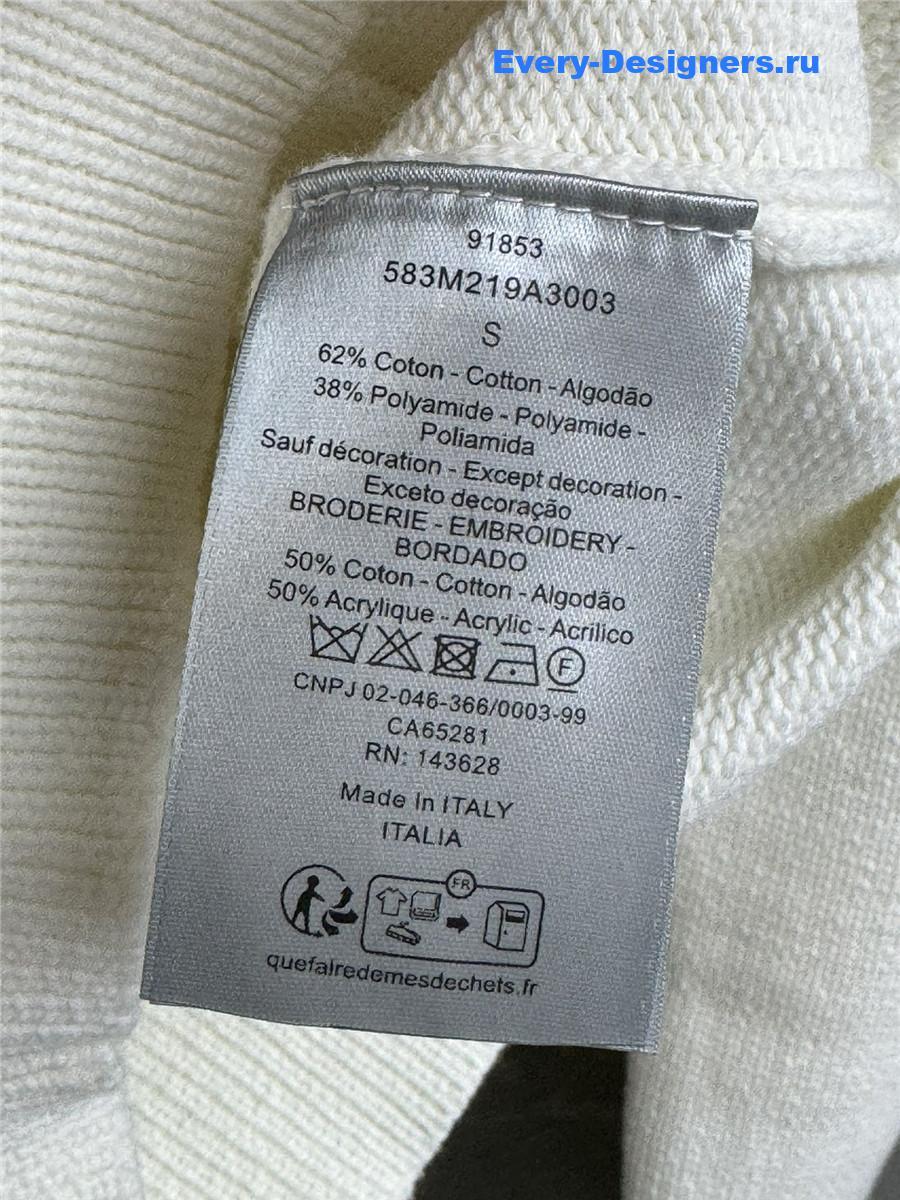 Every-Designers.ru
91853
583M219A3003
S
62% Coton - Cotton - Algodão
38% Polyamide - Polyamide -
Poliamida
Sauf décoration - Except decoration -
Exceto decoração
BRODERIE - EMBROIDERY -
BORDADO
50% Coton - Cotton - Algodão
50% Acrylique - Acrylic - Acrilico
F
CNPJ 02-046-366/0003-99
CA65281
RN: 143628
Made In ITALY
ITALIA
FR
quefairedemesdechets.fr